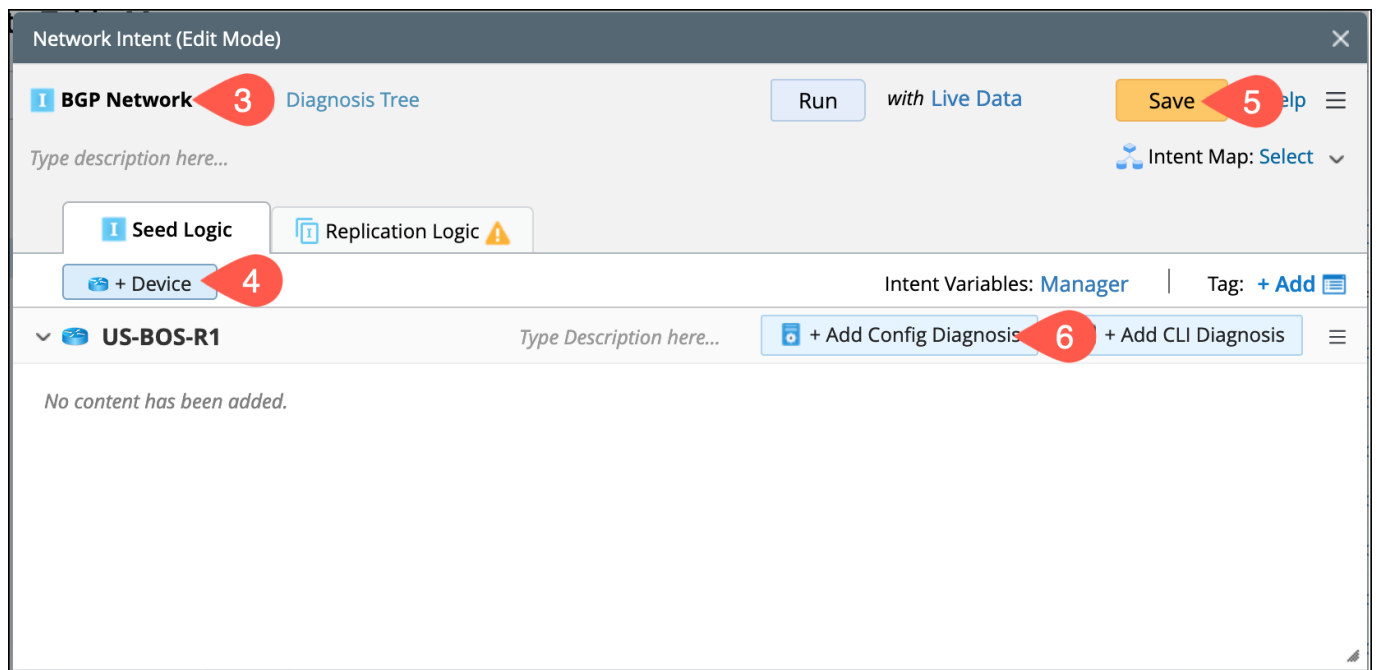 Network Intent (Edit Mode)
BGP Network 3 Diagnosis Tree Run with Live Data Save 5 elp
Type description here... Intent Map: Select
Seed Logic Replication Logic
+ Device 4 Intent Variables: Manager | Tag: + Add
US-BOS-R1 Type Description here... + Add Config Diagnosis 6 + Add CLI Diagnosis
No content has been added.